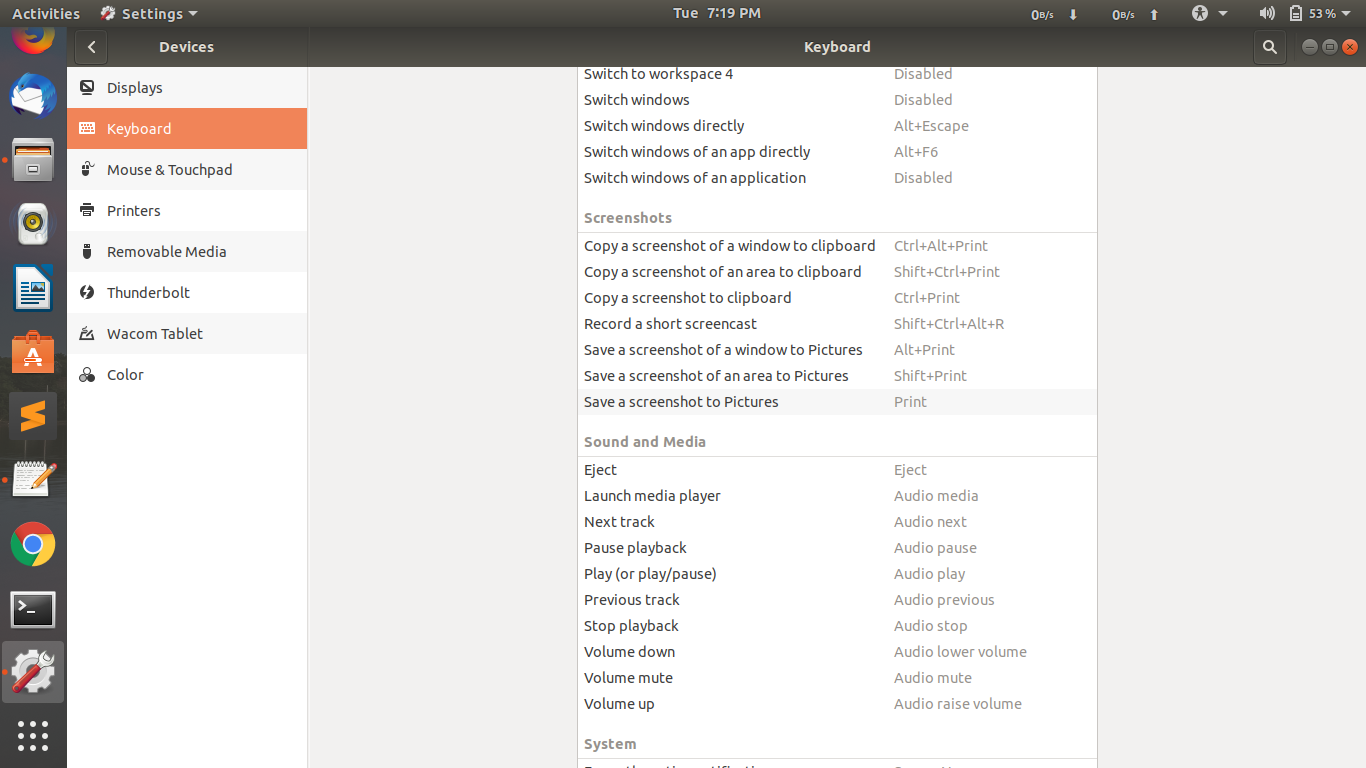 Activities Settings Tue 7:19 PM 0B/s 0B/s 53 %
Devices Keyboard
Displays
Keyboard
Mouse & Touchpad
Printers
Removable Media
Thunderbolt
Wacom Tablet
Color
Switch to workspace 4 Disabled
Switch windows Disabled
Switch windows directly Alt+Escape
Switch windows of an app directly Alt+F6
Switch windows of an application Disabled
Screenshots
Copy a screenshot of a window to clipboard Ctrl+Alt+Print
Copy a screenshot of an area to clipboard Shift+Ctrl+Print
Copy a screenshot to clipboard Ctrl+Print
Record a short screencast Shift+Ctrl+Alt+R
Save a screenshot of a window to Pictures Alt+Print
Save a screenshot of an area to Pictures Shift+Print
Save a screenshot to Pictures Print
Sound and Media
Eject Eject
Launch media player Audio media
Next track Audio next
Pause playback Audio pause
Play (or play/pause) Audio play
Previous track Audio previous
Stop playback Audio stop
Volume down Audio lower volume
Volume mute Audio mute
Volume up Audio raise volume
System